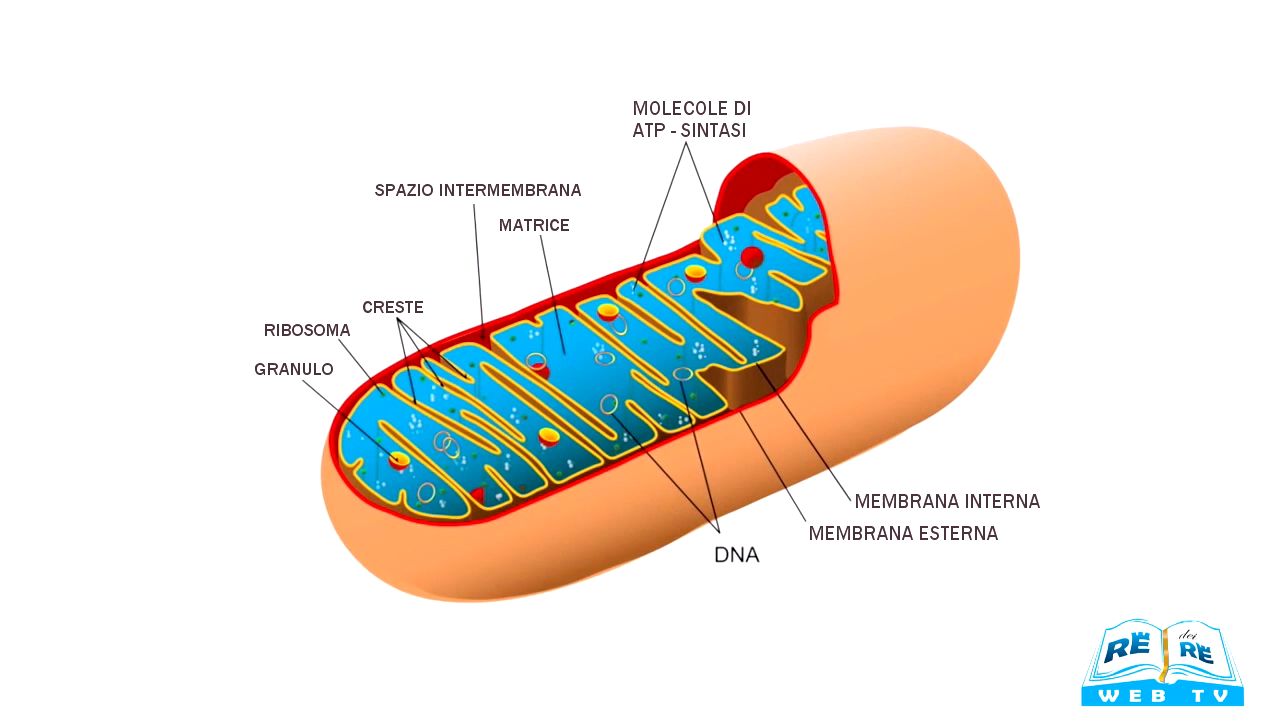 MOLECOLE DI
ATP - SINTASI
SPAZIO INTERMEMBRANA
MATRICE
CRESTE
RIBOSOMA
GRANULO
MEMBRANA INTERNA
MEMBRANA ESTERNA
DNA
RE dei RE
WEB TV